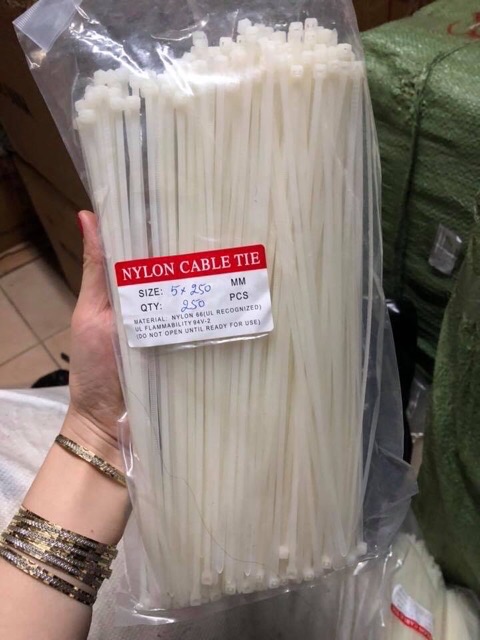 NYLON CABLE TIE
SIZE: 5 x 250 MM
QTY: 250 PCS
MATERIAL: NYLON 66(UL RECOGNIZED)
UL FLAMMABILITY 94V-2
(DO NOT OPEN UNTIL READY FOR USE)